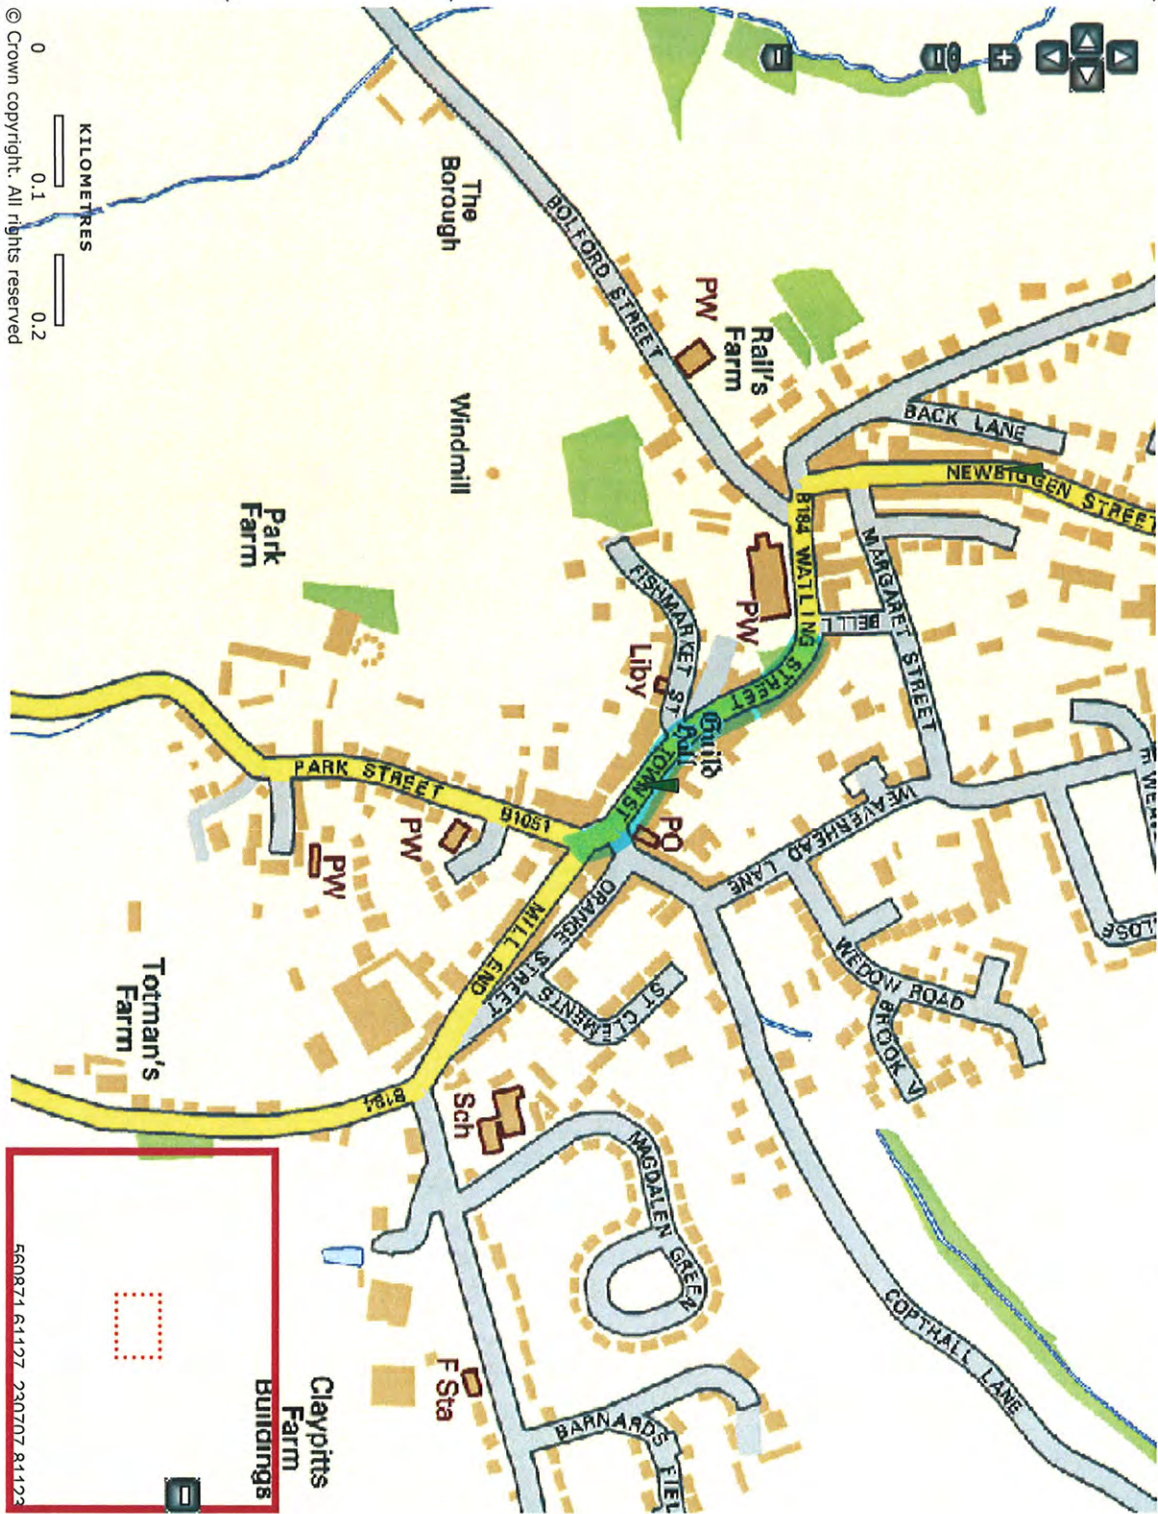 BACK LANE
NEWBIGGEN STREET
BOLFORD STREET
The
Borough
PW
Rail's
Farm
B184 WATLING STREET
MARGARET STREET
BELL L
PW
FISHMARKET ST
Liby
Guild
Hall
TOWN ST
Windmill
Park
Farm
PARK STREET
B1051
PW
PW
PO
WEAVERHEAD LANE
CLOSE
WEDOW ROAD
BROOK V
ORANGE STREET
MILL END
ST CLEMENTS
Totman's
Farm
B184
Sch
MAGDALEN GREEN
COPTHALL LANE
F Sta
BARNARDS FIEL
Claypitts
Farm
Buildings
KILOMETRES
0 0.1 0.2
© Crown copyright. All rights reserved